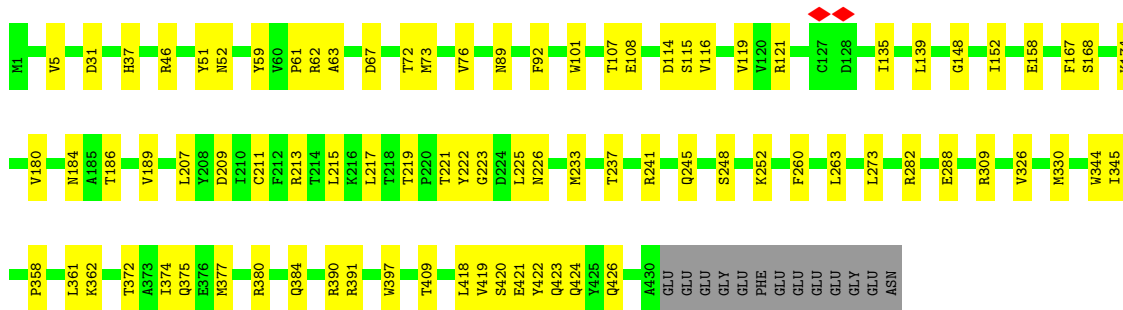 M1 V5 D31 H37 R46 Y51 N52 Y59 V60 P61 R62 A63 D67 T72 M73 V76 N89 F92 W101 T107 E108 D114 S115 V116 V119 V120 R121 C127 D128 I135 L139 G148 I152 E158 F167 S168
V180 N184 A185 T186 V189 L207 Y208 D209 I210 C211 F212 R213 T214 L215 K216 L217 T218 T219 P220 T221 Y222 G223 D224 L225 N226 M233 T237 R241 Q245 S248 K252 F260 L263 L273 R282 E288 R309 V326 M330 W344 I345
P358 L361 K362 T372 A373 I374 Q375 E376 M377 R380 Q384 R390 R391 W397 T409 L418 V419 S420 E421 Y422 Q423 Q424 Y425 Q426 A430 GLU GLU GLU GLY GLU PHE GLU GLU GLU GLU GLY GLU ASN